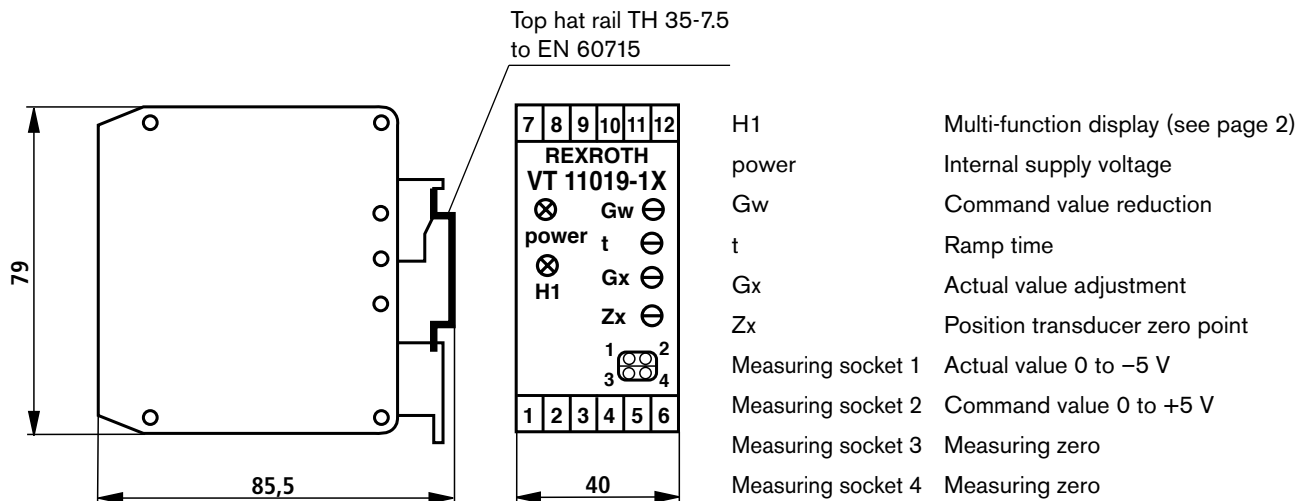 Top hat rail TH 35-7.5
to EN 60715
79
85,5
7 8 9 10 11 12
REXROTH
VT 11019-1X
Gw
power t
Gx
H1
Zx
1 2
3 4
1 2 3 4 5 6
40
H1 Multi-function display (see page 2)
power Internal supply voltage
Gw Command value reduction
t Ramp time
Gx Actual value adjustment
Zx Position transducer zero point
Measuring socket 1 Actual value 0 to –5 V
Measuring socket 2 Command value 0 to +5 V
Measuring socket 3 Measuring zero
Measuring socket 4 Measuring zero